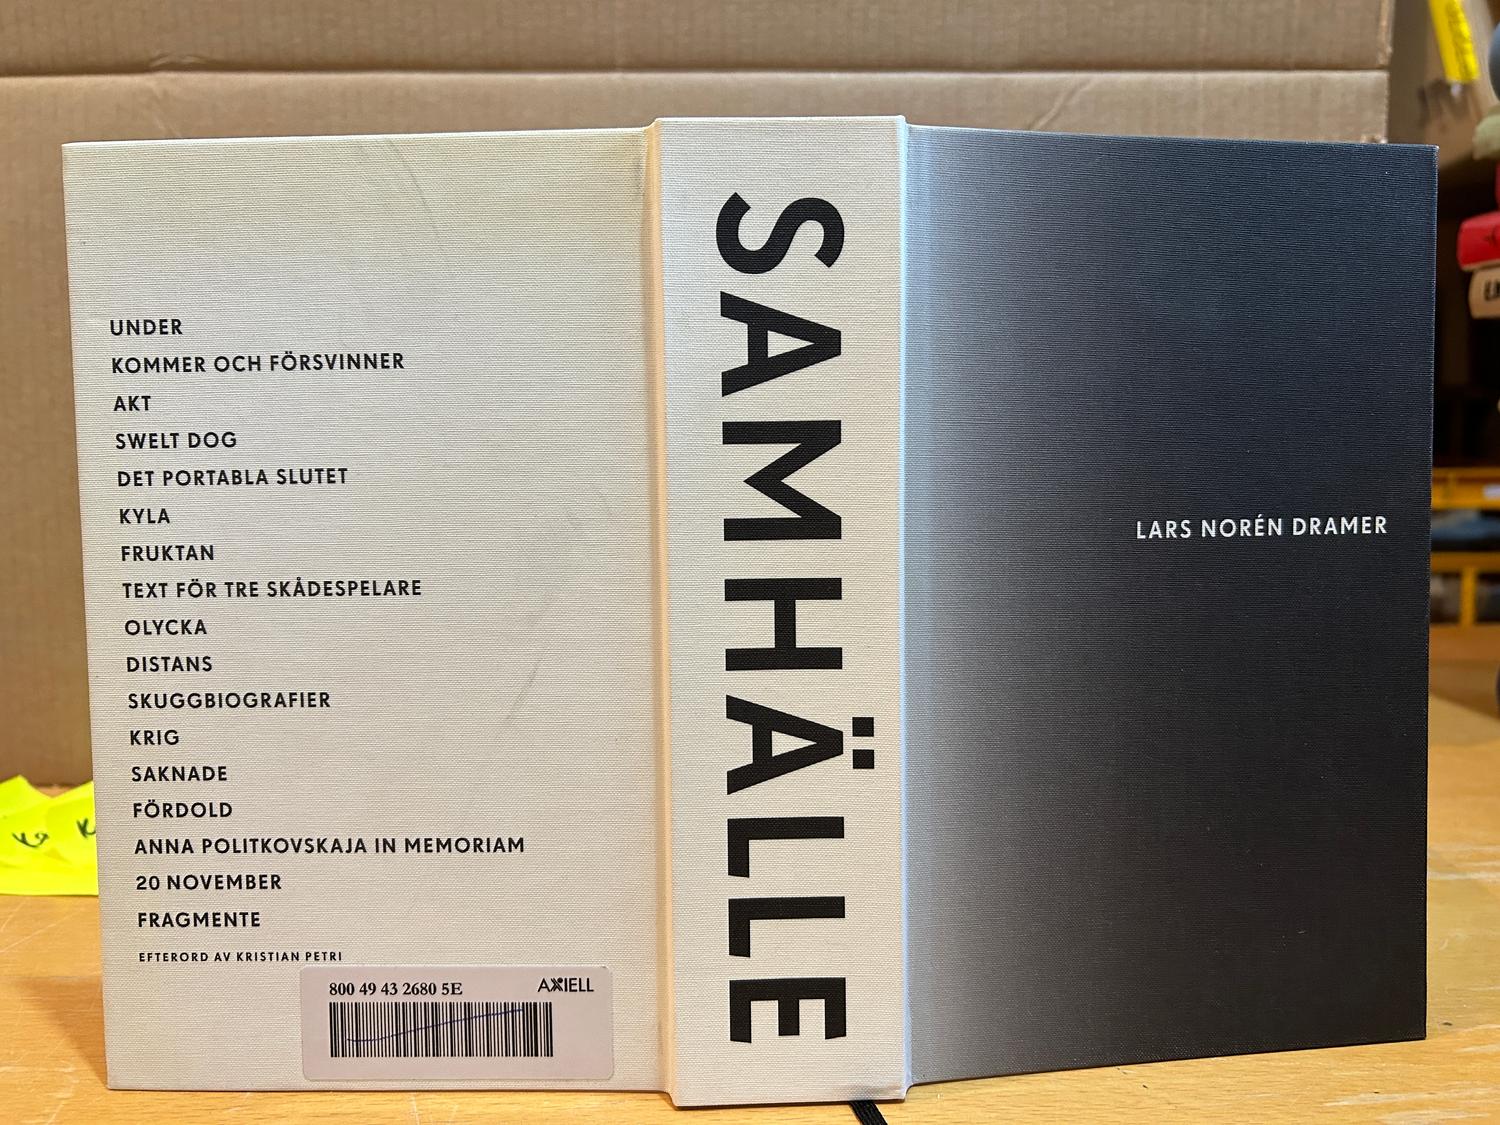 UNDER
KOMMER OCH FÖRSVINNER
AKT
SWELT DOG
DET PORTABLA SLUTET
KYLA
FRUKTAN
TEXT FÖR TRE SKÅDESPELARE
OLYCKA
DISTANS
SKUGGBIOGRAFIER
KRIG
SAKNADE
FÖRDOLD
ANNA POLITKOVSKAJA IN MEMORIAM
20 NOVEMBER
FRAGMENTE
EFTERORD AV KRISTIAN PETRI
800 49 43 2680 5E
AXIELL
SAMHÄLLE
LARS NORÉN DRAMER